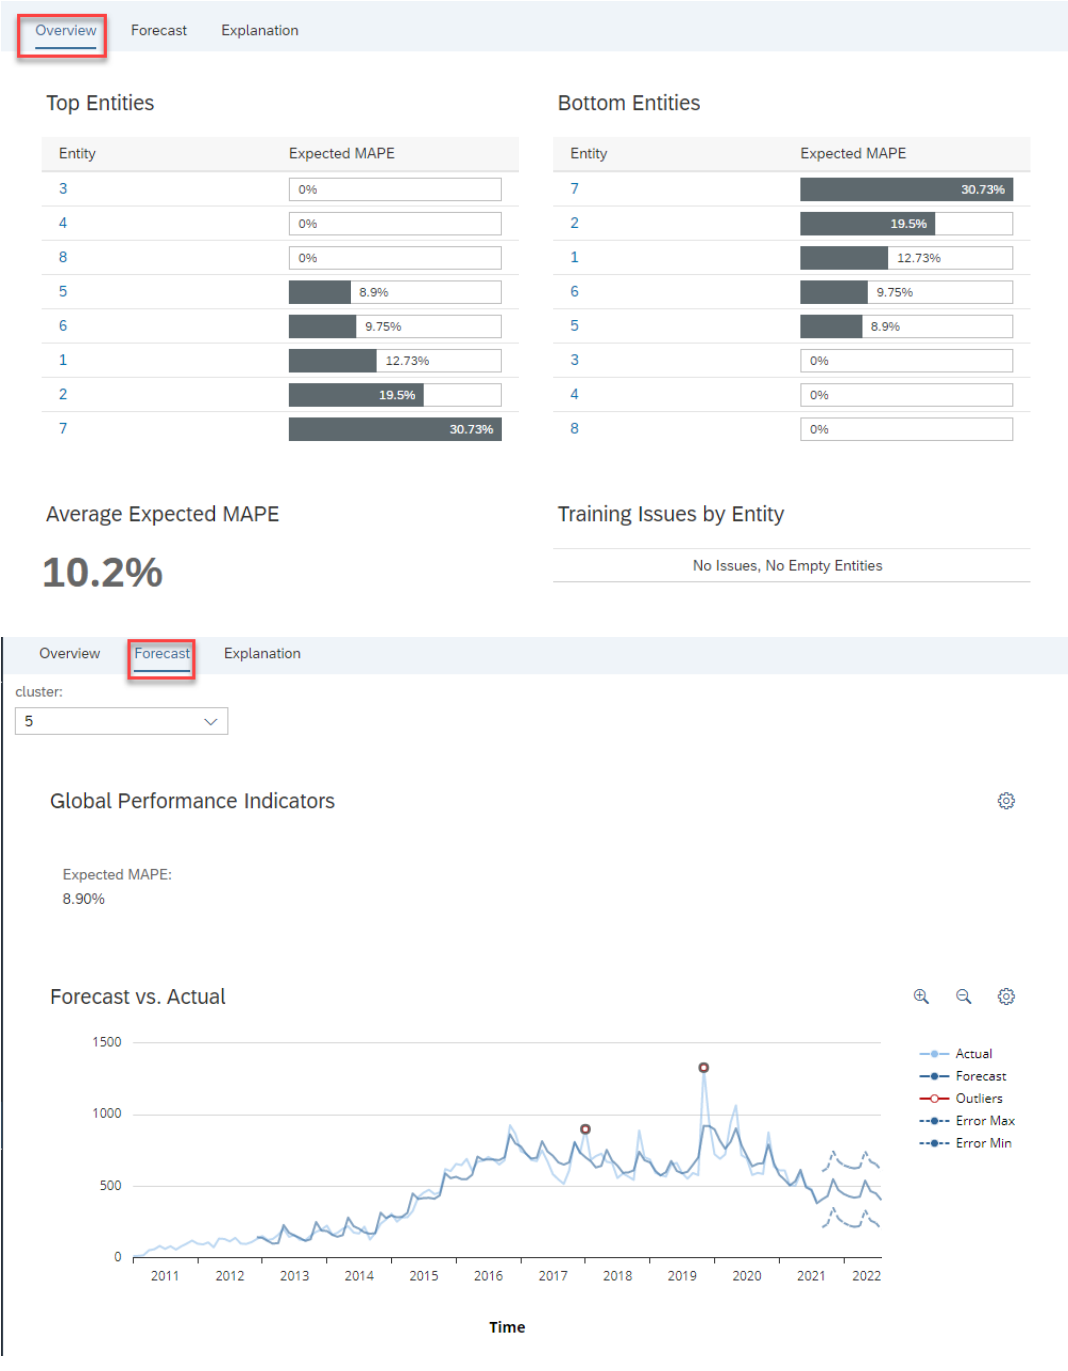 Overview Forecast Explanation
Top Entities
Entity Expected MAPE
3 0%
4 0%
8 0%
5 8.9%
6 9.75%
1 12.73%
2 19.5%
7 30.73%
Bottom Entities
Entity Expected MAPE
7 30.73%
2 19.5%
1 12.73%
6 9.75%
5 8.9%
3 0%
4 0%
8 0%
Average Expected MAPE
10.2%
Training Issues by Entity
No Issues, No Empty Entities
Overview Forecast Explanation
cluster:
5
Global Performance Indicators
Expected MAPE:
8.90%
Forecast vs. Actual
1500
1000
500
0
2011 2012 2013 2014 2015 2016 2017 2018 2019 2020 2021 2022
Time
Actual
Forecast
Outliers
Error Max
Error Min